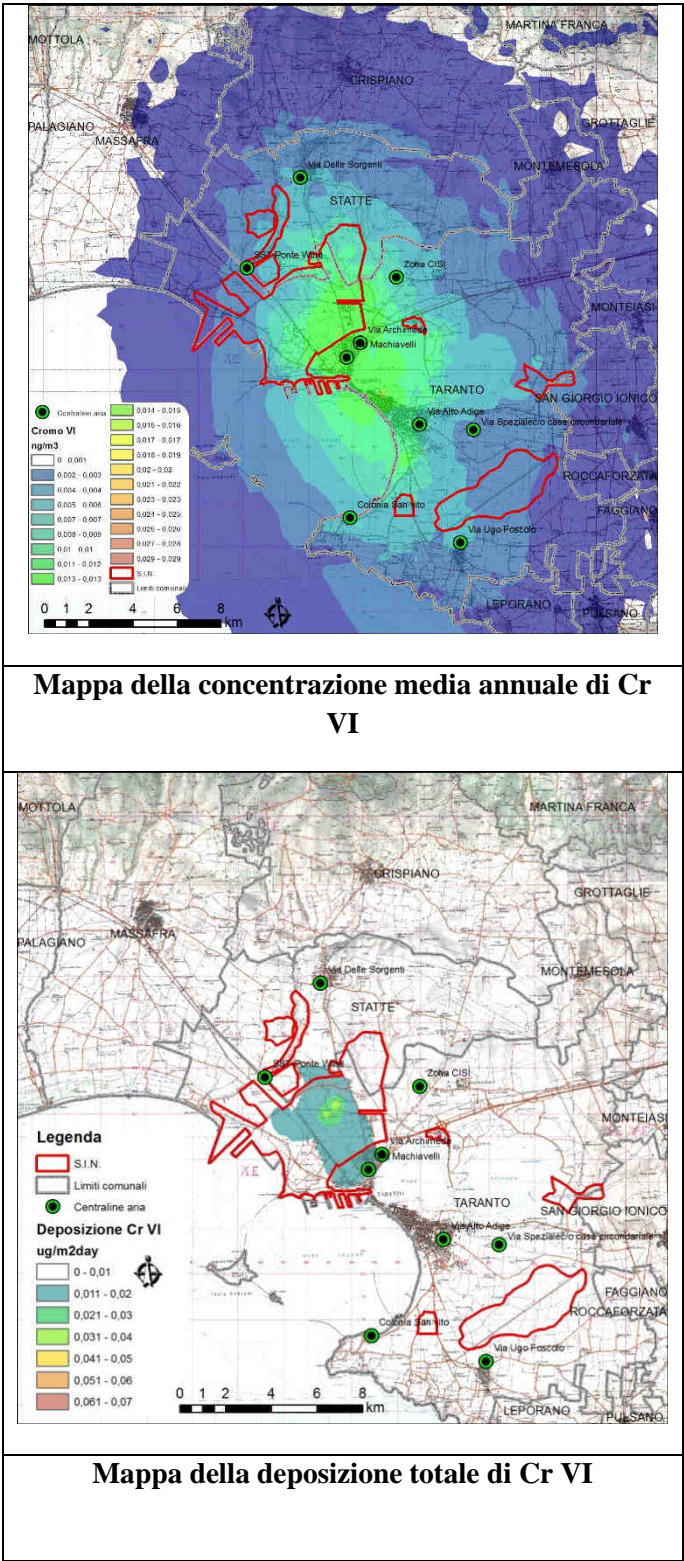 MOTTOLA
MARTINA FRANCA
CRISPIANO
PALAGIANO
MASSAFRA
GROTTAGLIE
MONTEMESOLA
Via Delle Sorgenti
STATTE
SST Ponte Wind
Zona CISI
MONTEIASI
Via Archimede
Machiavelli
TARANTO
SAN GIORGIO IONICO
Via Alto Adige
Via Speziale c/o casa circondariale
ROCCAFORZATA
FAGGIANO
Colonia San Vito
Via Ugo Foscolo
LEPORANO
PULSANO
Centraline aria
Cromo VI
ng/m3
0 - 0,001
0,002 - 0,003
0,004 - 0,004
0,005 - 0,006
0,007 - 0,007
0,008 - 0,009
0,01 - 0,01
0,011 - 0,012
0,013 - 0,013
0,014 - 0,015
0,016 - 0,016
0,017 - 0,017
0,018 - 0,019
0,02 - 0,02
0,021 - 0,022
0,023 - 0,023
0,024 - 0,025
0,026 - 0,026
0,027 - 0,028
0,029 - 0,029
S.I.N.
Limiti comunali
0 1 2 4 6 8
km
Mappa della concentrazione media annuale di Cr
VI
MOTTOLA
MARTINA FRANCA
CRISPIANO
GROTTAGLIE
MASSAFRA
PALAGIANO
MONTEMESOLA
Via Delle Sorgenti
STATTE
SST Ponte Wind
Zona CISI
MONTEIASI
Via Archimede
Machiavelli
TARANTO
TARANTO
SAN GIORGIO IONICO
Via Alto Adige
Via Speziale c/o casa circondariale
FAGGIANO
ROCCAFORZATA
Colonia San Vito
Via Ugo Foscolo
LEPORANO
PULSANO
Legenda
S.I.N.
Limiti comunali
Centraline aria
Deposizione Cr VI
ug/m2day
0 - 0,01
0,011 - 0,02
0,021 - 0,03
0,031 - 0,04
0,041 - 0,05
0,051 - 0,06
0,061 - 0,07
0 1 2 4 6 8
km
Mappa della deposizione totale di Cr VI